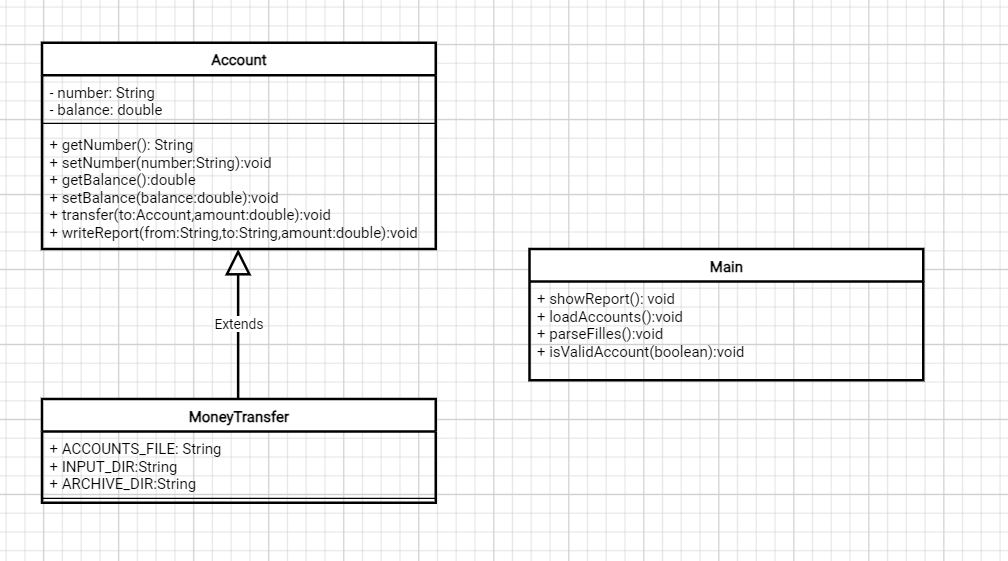 Account
- number: String
- balance: double
+ getNumber(): String
+ setNumber(number:String):void
+ getBalance():double
+ setBalance(balance:double):void
+ transfer(to:Account,amount:double):void
+ writeReport(from:String,to:String,amount:double):void
Extends
MoneyTransfer
+ ACCOUNTS_FILE: String
+ INPUT_DIR:String
+ ARCHIVE_DIR:String
Main
+ showReport(): void
+ loadAccounts():void
+ parseFilles():void
+ isValidAccount(boolean):void